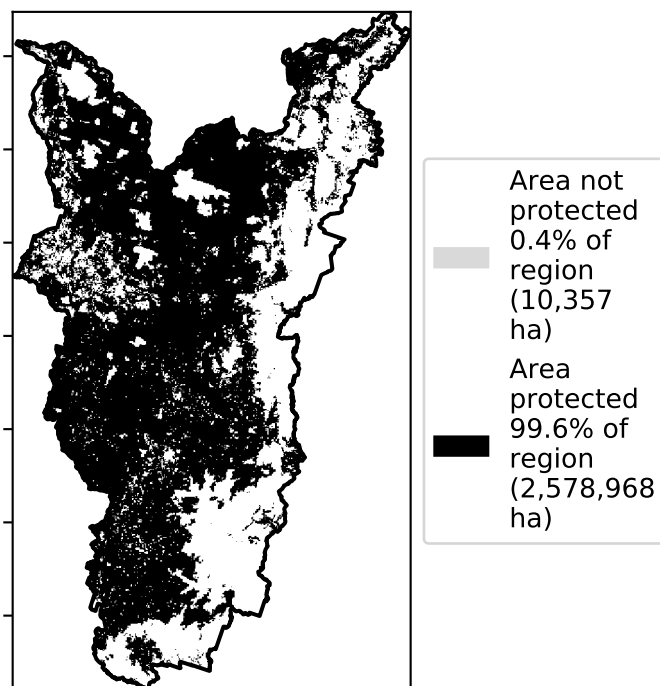 Area not
protected
0.4% of
region
(10,357
ha)
Area
protected
99.6% of
region
(2,578,968
ha)